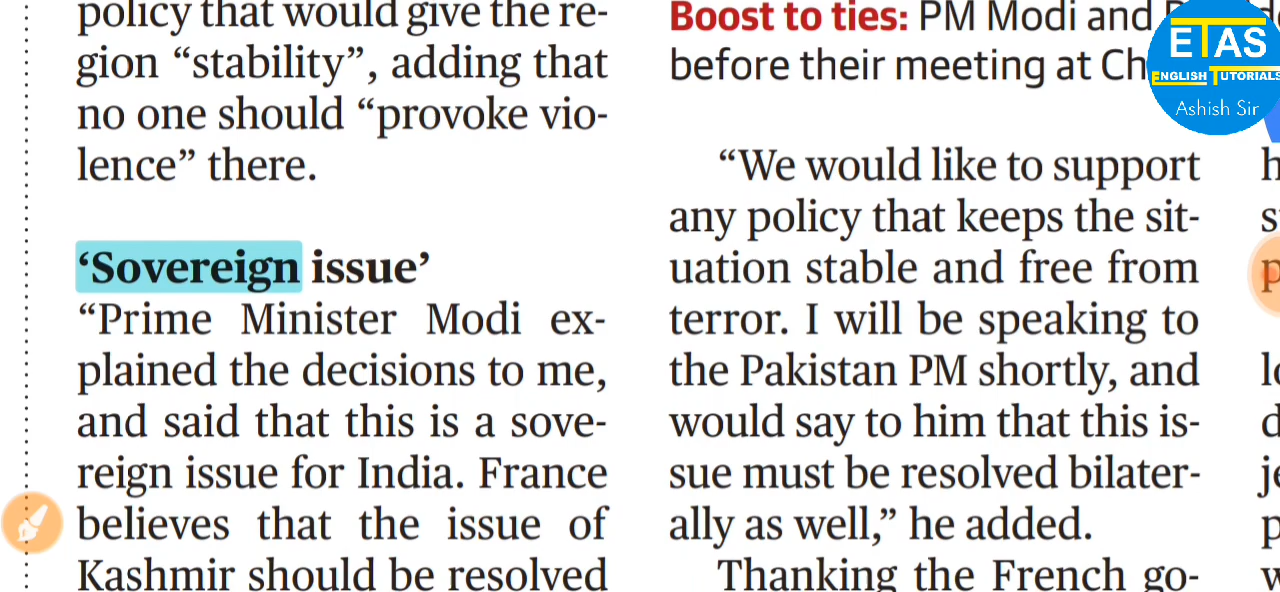 policy that would give the re-
gion “stability”, adding that
no one should “provoke vio-
lence” there.
‘Sovereign issue’
“Prime Minister Modi ex-
plained the decisions to me,
and said that this is a sove-
reign issue for India. France
believes that the issue of
Kashmir should be resolved
Boost to ties: PM Modi and
before their meeting at
“We would like to support
any policy that keeps the sit-
uation stable and free from
terror. I will be speaking to
the Pakistan PM shortly, and
would say to him that this is-
sue must be resolved bilater-
ally as well,” he added.
Thanking the French go-
ETAS
ENGLISH TUTORIALS
Ashish Sir